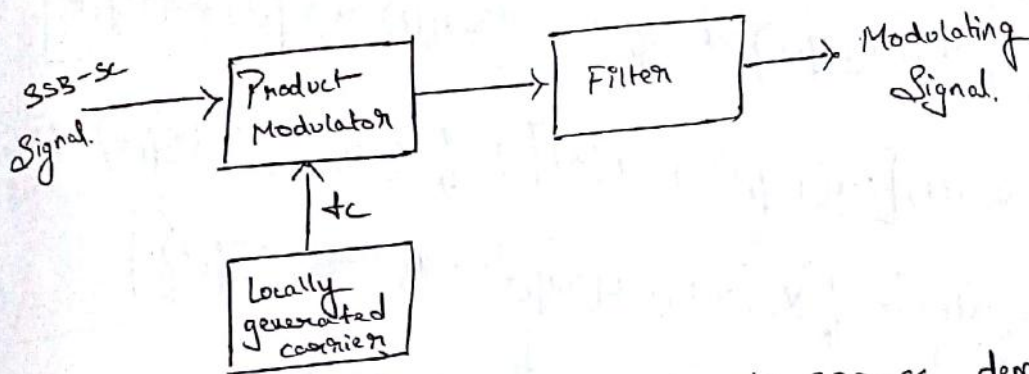 SSB-SC
Signal.
Product
Modulator
Filter
Modulating
Signal.
fc
Locally
generated
carrier